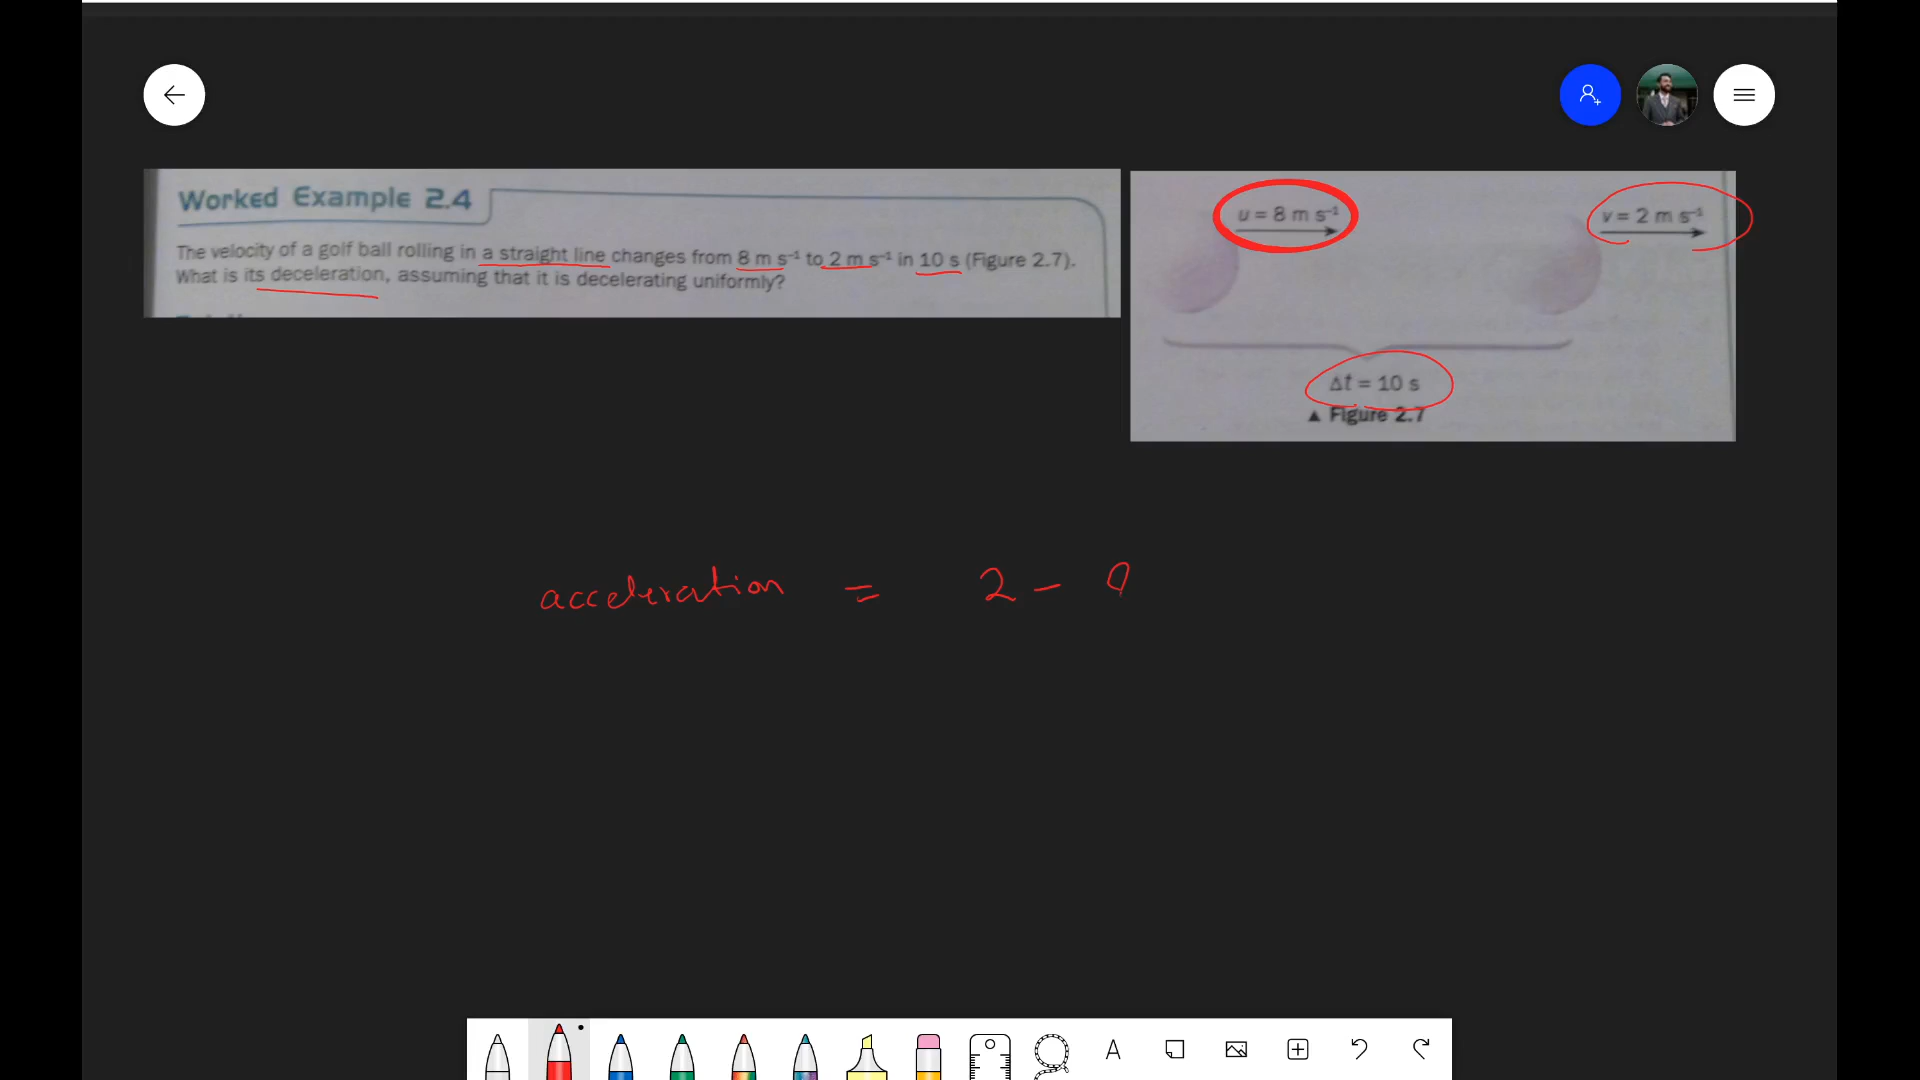 Worked Example 2.4
The velocity of a golf ball rolling in a straight line changes from 8 m s⁻¹ to 2 m s⁻¹ in 10 s (Figure 2.7).
What is its deceleration, assuming that it is decelerating uniformly?
u = 8 m s⁻¹
v = 2 m s⁻¹
Δt = 10 s
▲ Figure 2.7
acceleration = 2 -
A